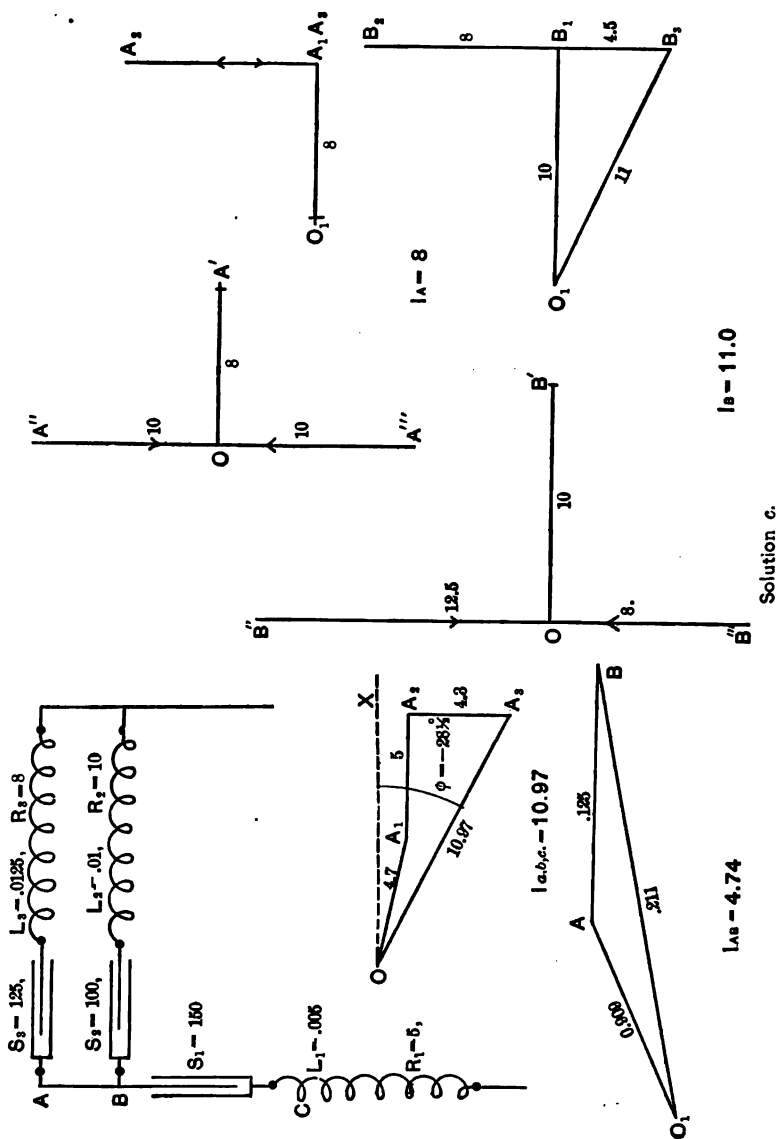 S₃=125,
L₃=.0125,
R₃=8
A
S₂=100,
L₂=.01,
R₂=10
B
S₁=150
C
L₁=.005
R₁=5,
A''
10
O
8
A'
10
A'''
A₂
A₁A₃
8
O₁
I_A=8
X
O
4.7
A₁
5
A₂
4.3
A₃
φ=-28½°
10.97
I a.b,c.=10.97
B''
12.5
O
8.
B'''
10
B'
B₂
8
B₁
4.5
B₃
10
11
O₁
I_B=11.0
A
.125
B
.211
O₁
I_AB=4.74
Solution c.